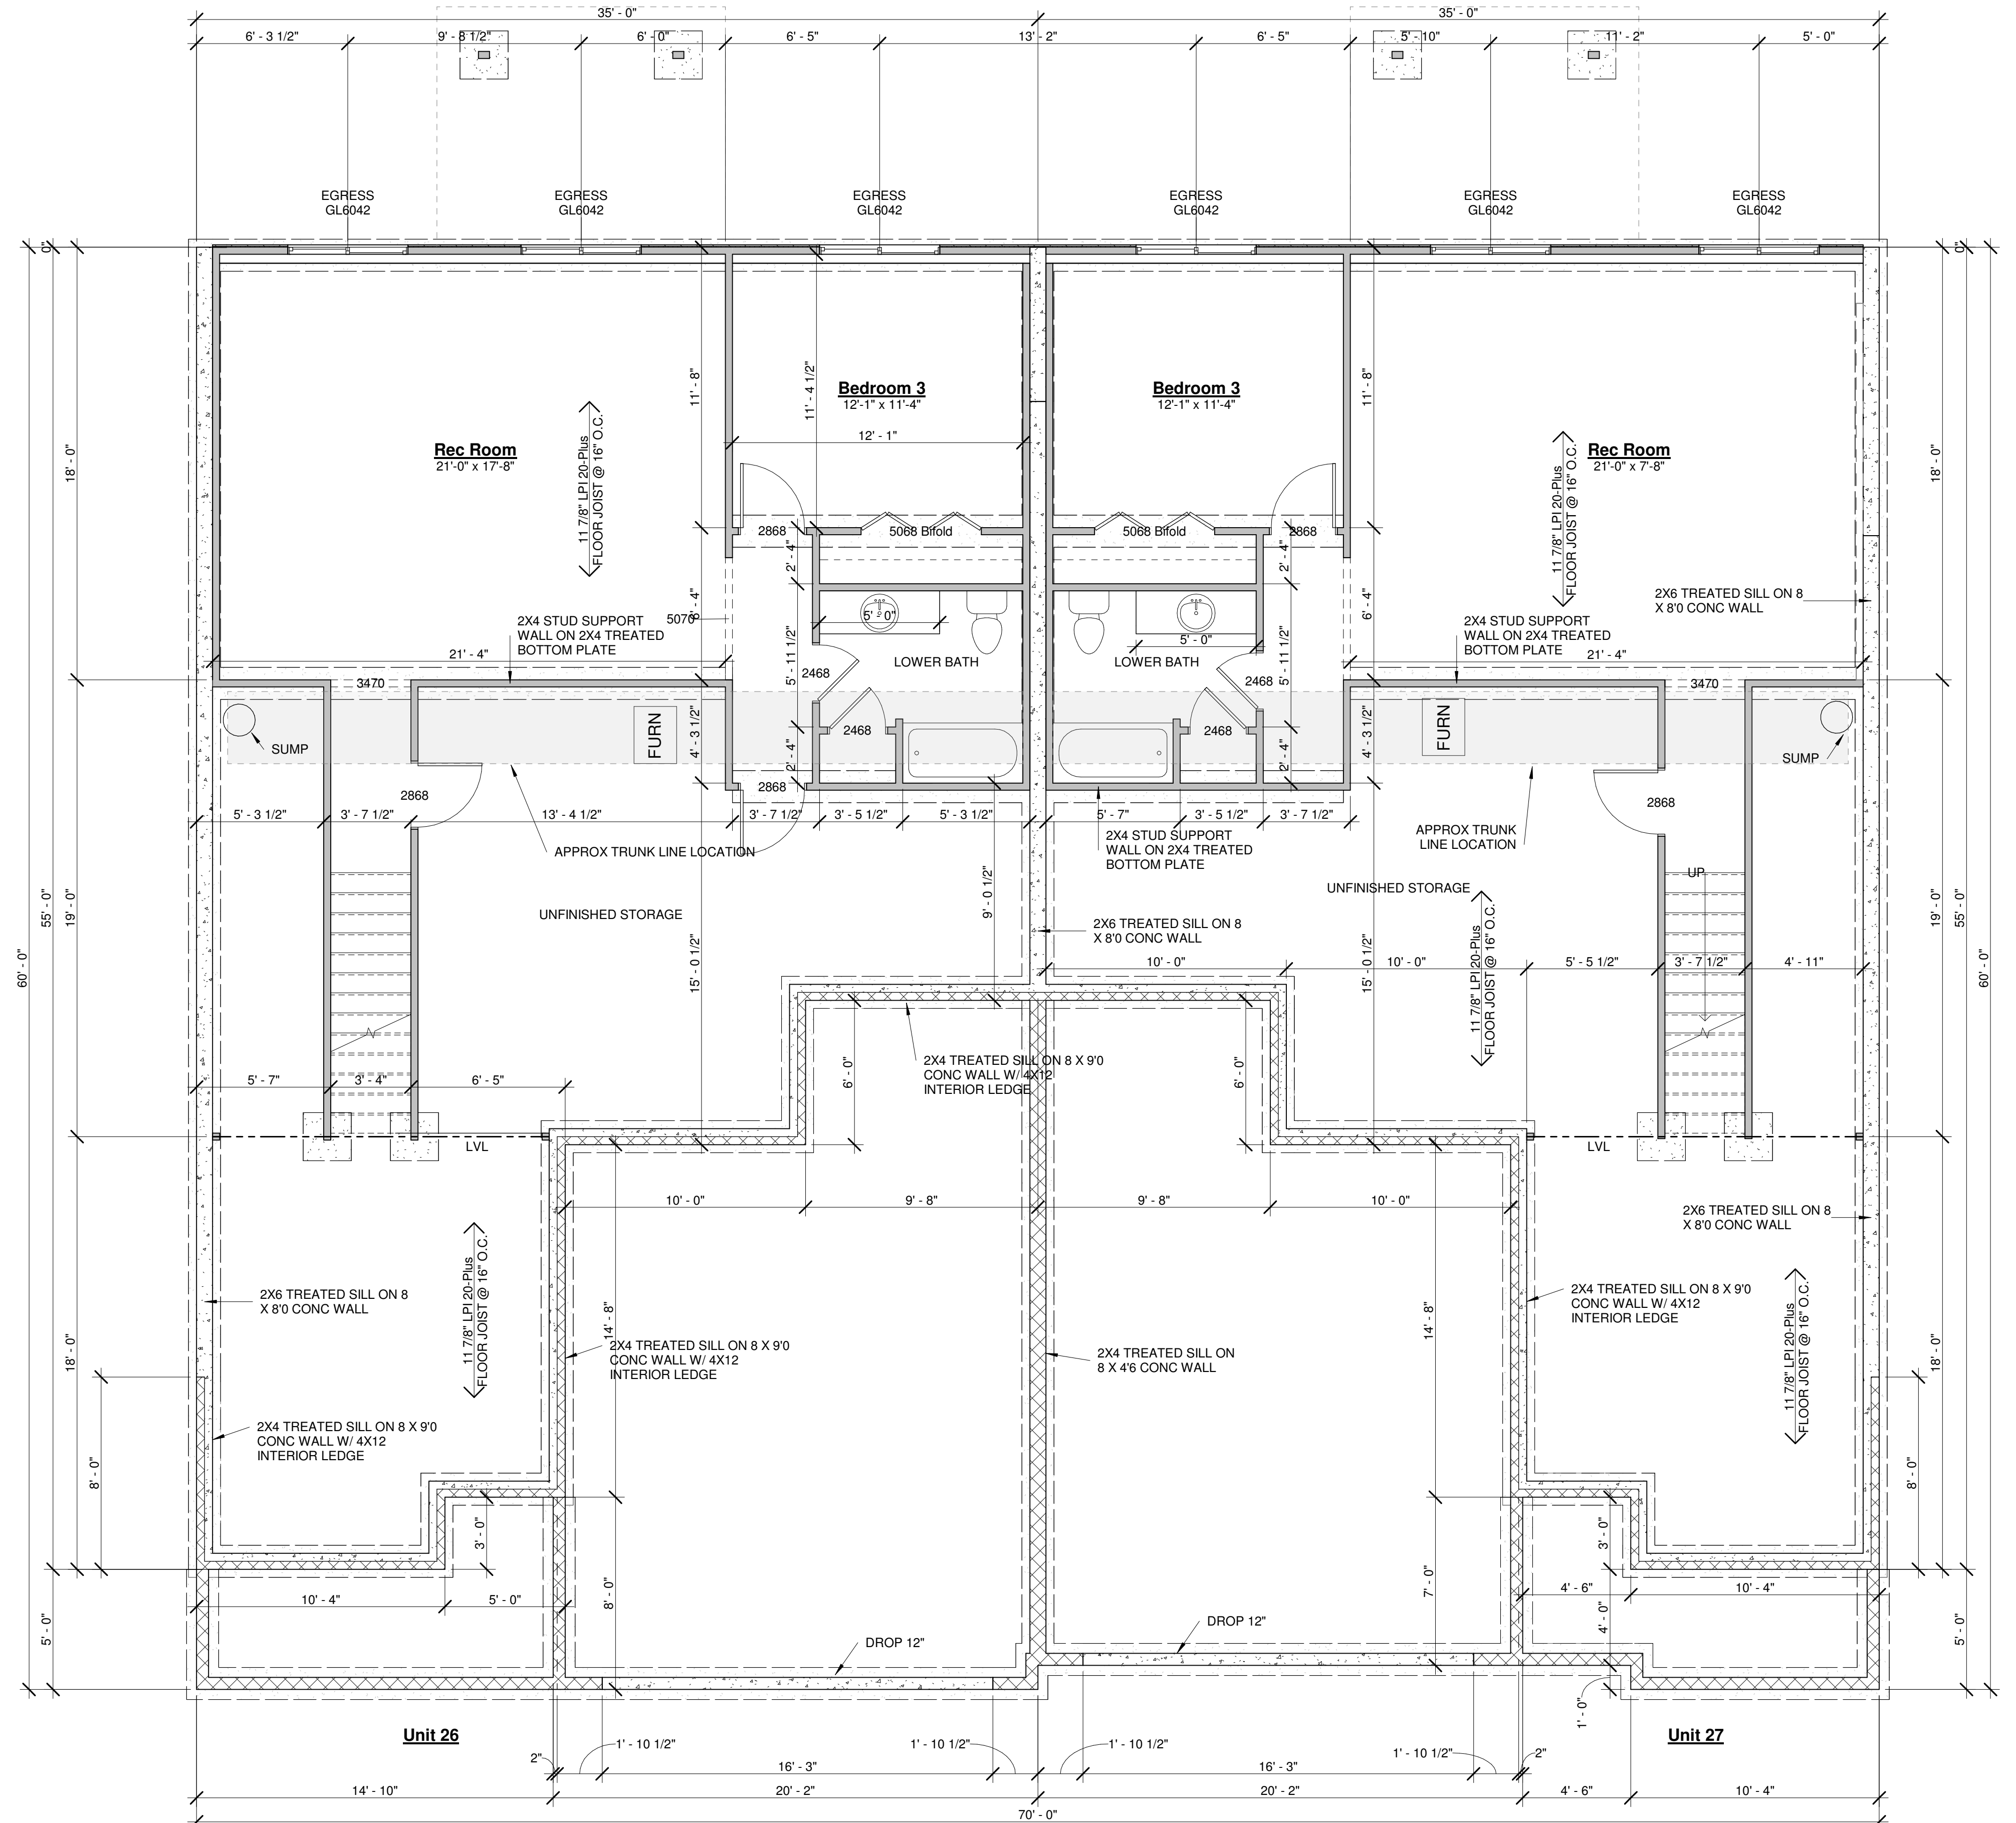 35' - 0"
35' - 0"
6' - 3 1/2"
9' - 8 1/2"
6' - 0"
6' - 5"
13' - 2"
6' - 5"
5' - 10"
11' - 2"
5' - 0"
EGRESS
GL6042
EGRESS
GL6042
EGRESS
GL6042
EGRESS
GL6042
EGRESS
GL6042
EGRESS
GL6042
0"
0"
18' - 0"
19' - 0"
18' - 0"
55' - 0"
60' - 0"
5' - 0"
8' - 0"
Rec Room
21'-0" x 17'-8"
11 7/8" LPI 20-Plus
FLOOR JOIST @ 16" O.C.
11' - 8"
11' - 4 1/2"
Bedroom 3
12'-1" x 11'-4"
12' - 1"
Bedroom 3
12'-1" x 11'-4"
11' - 8"
11 7/8" LPI 20-Plus
FLOOR JOIST @ 16" O.C.
Rec Room
21'-0" x 7'-8"
18' - 0"
19' - 0"
18' - 0"
55' - 0"
60' - 0"
5' - 0"
8' - 0"
2868
5068 Bifold
5068 Bifold
2868
2' - 4"
2' - 4"
6' - 4"
6' - 4"
5070
2X4 STUD SUPPORT
WALL ON 2X4 TREATED
BOTTOM PLATE
2X4 STUD SUPPORT
WALL ON 2X4 TREATED
BOTTOM PLATE
2X6 TREATED SILL ON 8
X 8'0 CONC WALL
5' - 0"
5' - 0"
5' - 11 1/2"
5' - 11 1/2"
LOWER BATH
LOWER BATH
2468
2468
21' - 4"
21' - 4"
3470
3470
SUMP
FURN
4' - 3 1/2"
2' - 4"
2468
2468
2' - 4"
4' - 3 1/2"
FURN
SUMP
2868
2868
2868
5' - 3 1/2"
3' - 7 1/2"
13' - 4 1/2"
3' - 7 1/2"
3' - 5 1/2"
5' - 3 1/2"
5' - 7"
3' - 5 1/2"
3' - 7 1/2"
APPROX TRUNK LINE LOCATION
2X4 STUD SUPPORT
WALL ON 2X4 TREATED
BOTTOM PLATE
APPROX TRUNK
LINE LOCATION
UP
UNFINISHED STORAGE
UNFINISHED STORAGE
9' - 0 1/2"
15' - 0 1/2"
15' - 0 1/2"
2X6 TREATED SILL ON 8
X 8'0 CONC WALL
11 7/8" LPI 20-Plus
FLOOR JOIST @ 16" O.C.
10' - 0"
10' - 0"
5' - 5 1/2"
3' - 7 1/2"
4' - 11"
2X4 TREATED SILL ON 8 X 9'0
CONC WALL W/ 4X12
INTERIOR LEDGE
6' - 0"
6' - 0"
5' - 7"
3' - 4"
6' - 5"
LVL
LVL
10' - 0"
9' - 8"
9' - 8"
10' - 0"
2X6 TREATED SILL ON 8
X 8'0 CONC WALL
2X6 TREATED SILL ON 8
X 8'0 CONC WALL
11 7/8" LPI 20-Plus
FLOOR JOIST @ 16" O.C.
11 7/8" LPI 20-Plus
FLOOR JOIST @ 16" O.C.
14' - 8"
14' - 8"
2X4 TREATED SILL ON 8 X 9'0
CONC WALL W/ 4X12
INTERIOR LEDGE
2X4 TREATED SILL ON
8 X 4'6 CONC WALL
2X4 TREATED SILL ON 8 X 9'0
CONC WALL W/ 4X12
INTERIOR LEDGE
2X4 TREATED SILL ON 8 X 9'0
CONC WALL W/ 4X12
INTERIOR LEDGE
3' - 0"
3' - 0"
10' - 4"
5' - 0"
8' - 0"
7' - 0"
4' - 6"
10' - 4"
4' - 0"
1' - 0"
DROP 12"
DROP 12"
Unit 26
Unit 27
2"
1' - 10 1/2"
1' - 10 1/2"
1' - 10 1/2"
1' - 10 1/2"
2"
16' - 3"
16' - 3"
14' - 10"
20' - 2"
20' - 2"
4' - 6"
10' - 4"
70' - 0"